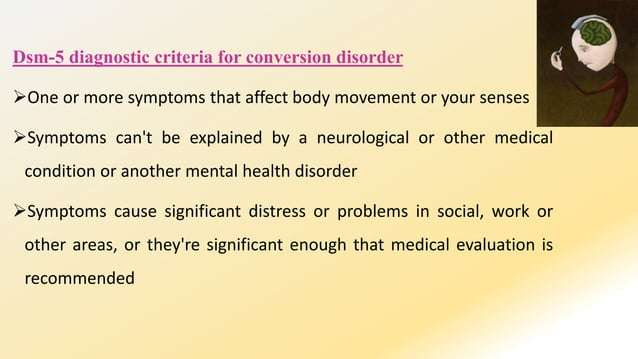 Dsm-5 diagnostic criteria for conversion disorder
➢One or more symptoms that affect body movement or your senses
➢Symptoms can't be explained by a neurological or other medical
condition or another mental health disorder
➢Symptoms cause significant distress or problems in social, work or
other areas, or they're significant enough that medical evaluation is
recommended